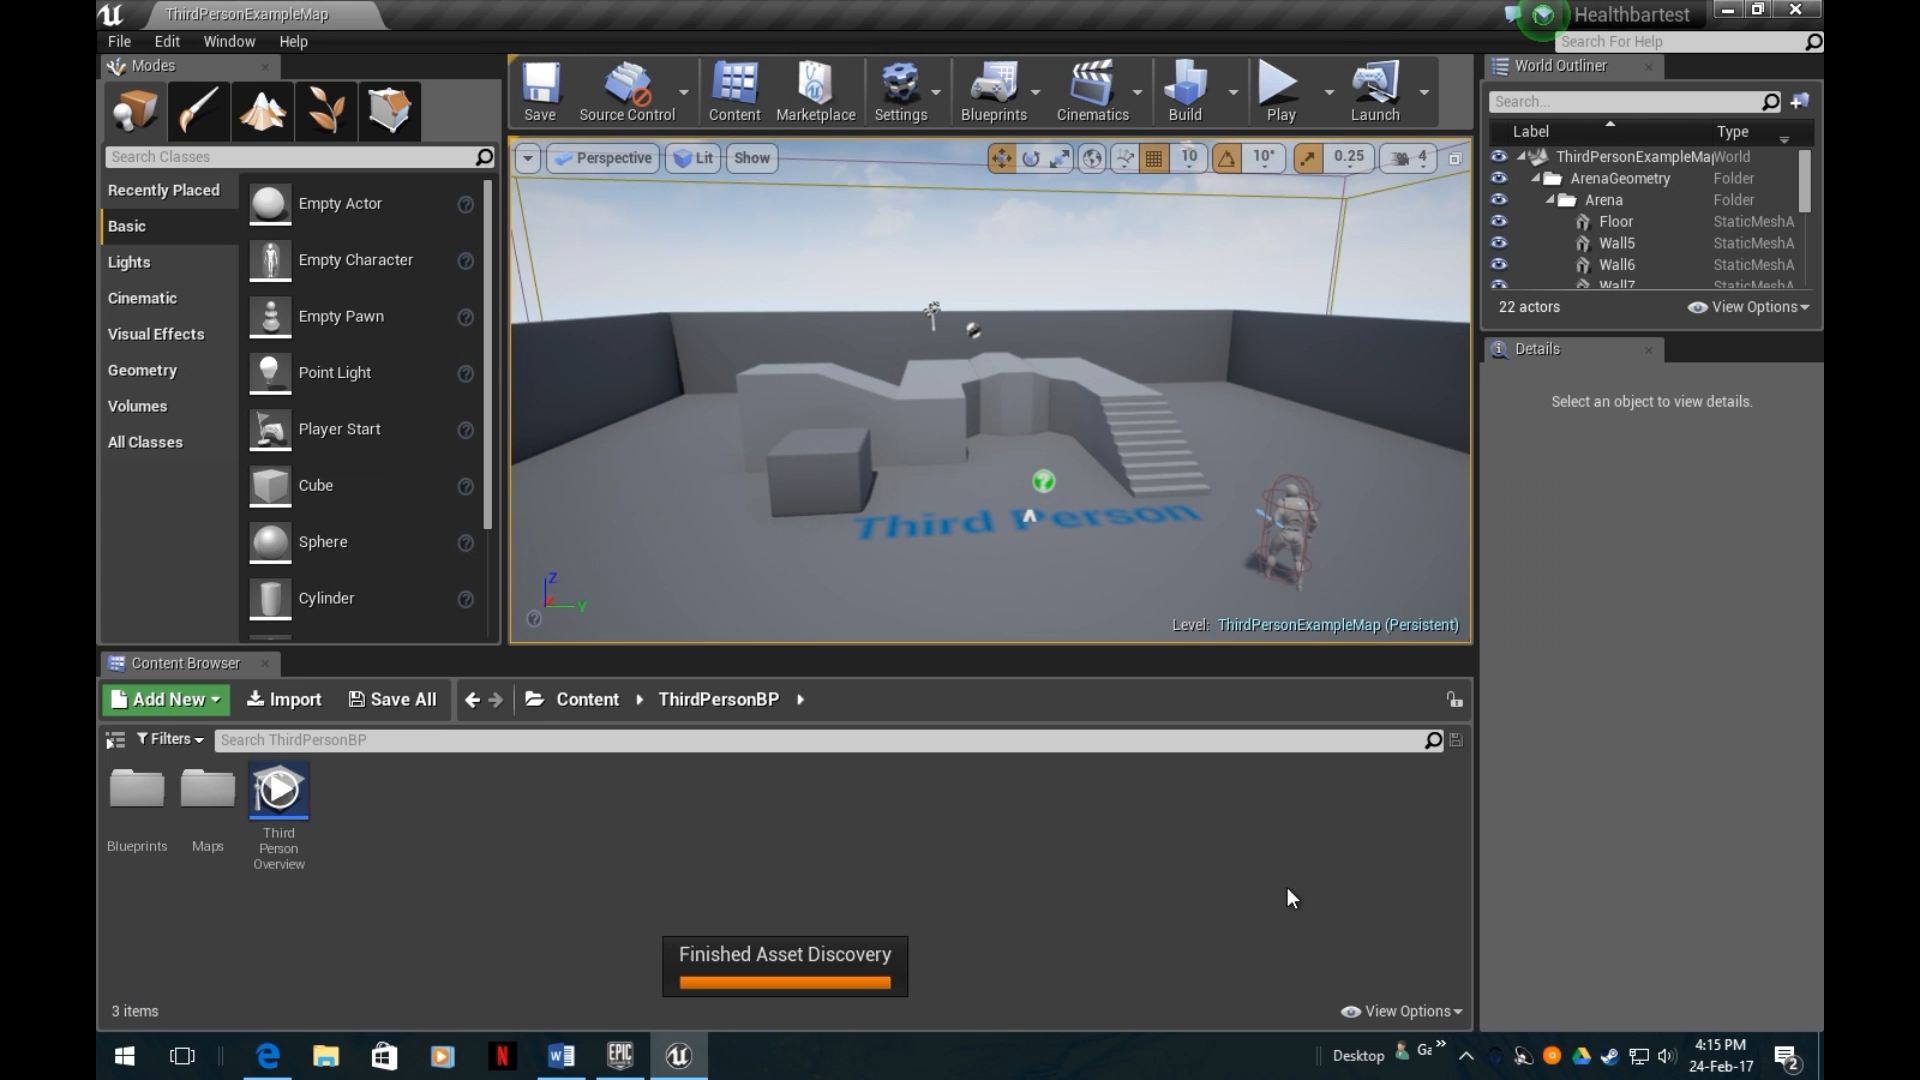 ThirdPersonExampleMap
Healthbartest
File Edit Window Help
Search For Help
Modes
Search Classes
Recently Placed
Basic
Lights
Cinematic
Visual Effects
Geometry
Volumes
All Classes
Empty Actor
Empty Character
Empty Pawn
Point Light
Player Start
Cube
Sphere
Cylinder
Save
Source Control
Content
Marketplace
Settings
Blueprints
Cinematics
Build
Play
Launch
Perspective Lit Show
10 10° 0.25 4
Third Person
Z
Y
Level: ThirdPersonExampleMap (Persistent)
World Outliner
Search...
Label Type
ThirdPersonExampleMap World
ArenaGeometry Folder
Arena Folder
Floor StaticMeshA
Wall5 StaticMeshA
Wall6 StaticMeshA
Wall7 StaticMeshA
22 actors View Options
Details
Select an object to view details.
Content Browser
Add New Import Save All Content ThirdPersonBP
Filters Search ThirdPersonBP
Blueprints
Maps
Third
Person
Overview
Finished Asset Discovery
3 items View Options
N
EPIC
GAMES
Desktop Ga »
4:15 PM
24-Feb-17
2